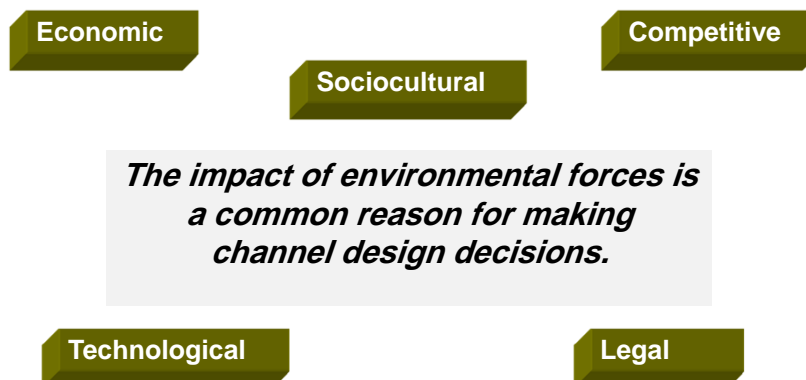 Economic
Competitive
Sociocultural
The impact of environmental forces is
a common reason for making
channel design decisions.
Technological
Legal